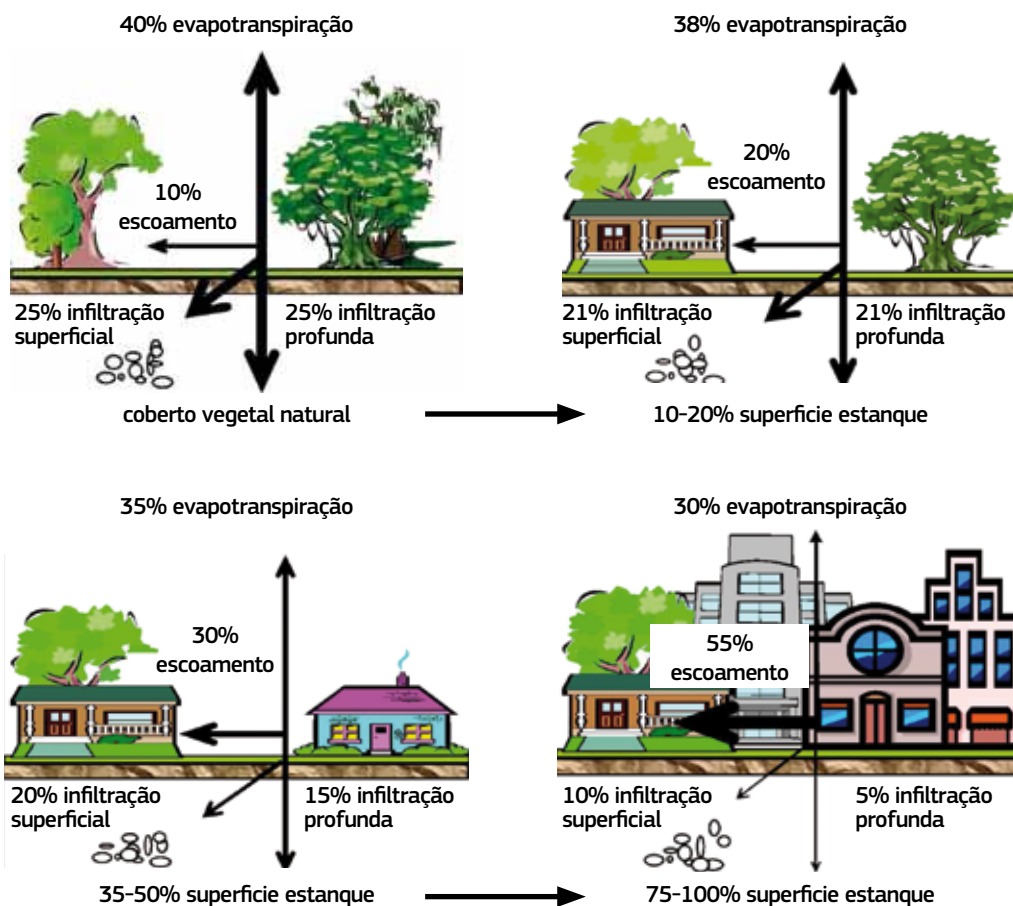 40% evapotranspiração
10%
escoamento
25% infiltração
superficial
25% infiltração
profunda
coberto vegetal natural
38% evapotranspiração
20%
escoamento
21% infiltração
superficial
21% infiltração
profunda
10-20% superficie estanque
35% evapotranspiração
30%
escoamento
20% infiltração
superficial
15% infiltração
profunda
35-50% superficie estanque
30% evapotranspiração
55%
escoamento
10% infiltração
superficial
5% infiltração
profunda
75-100% superficie estanque